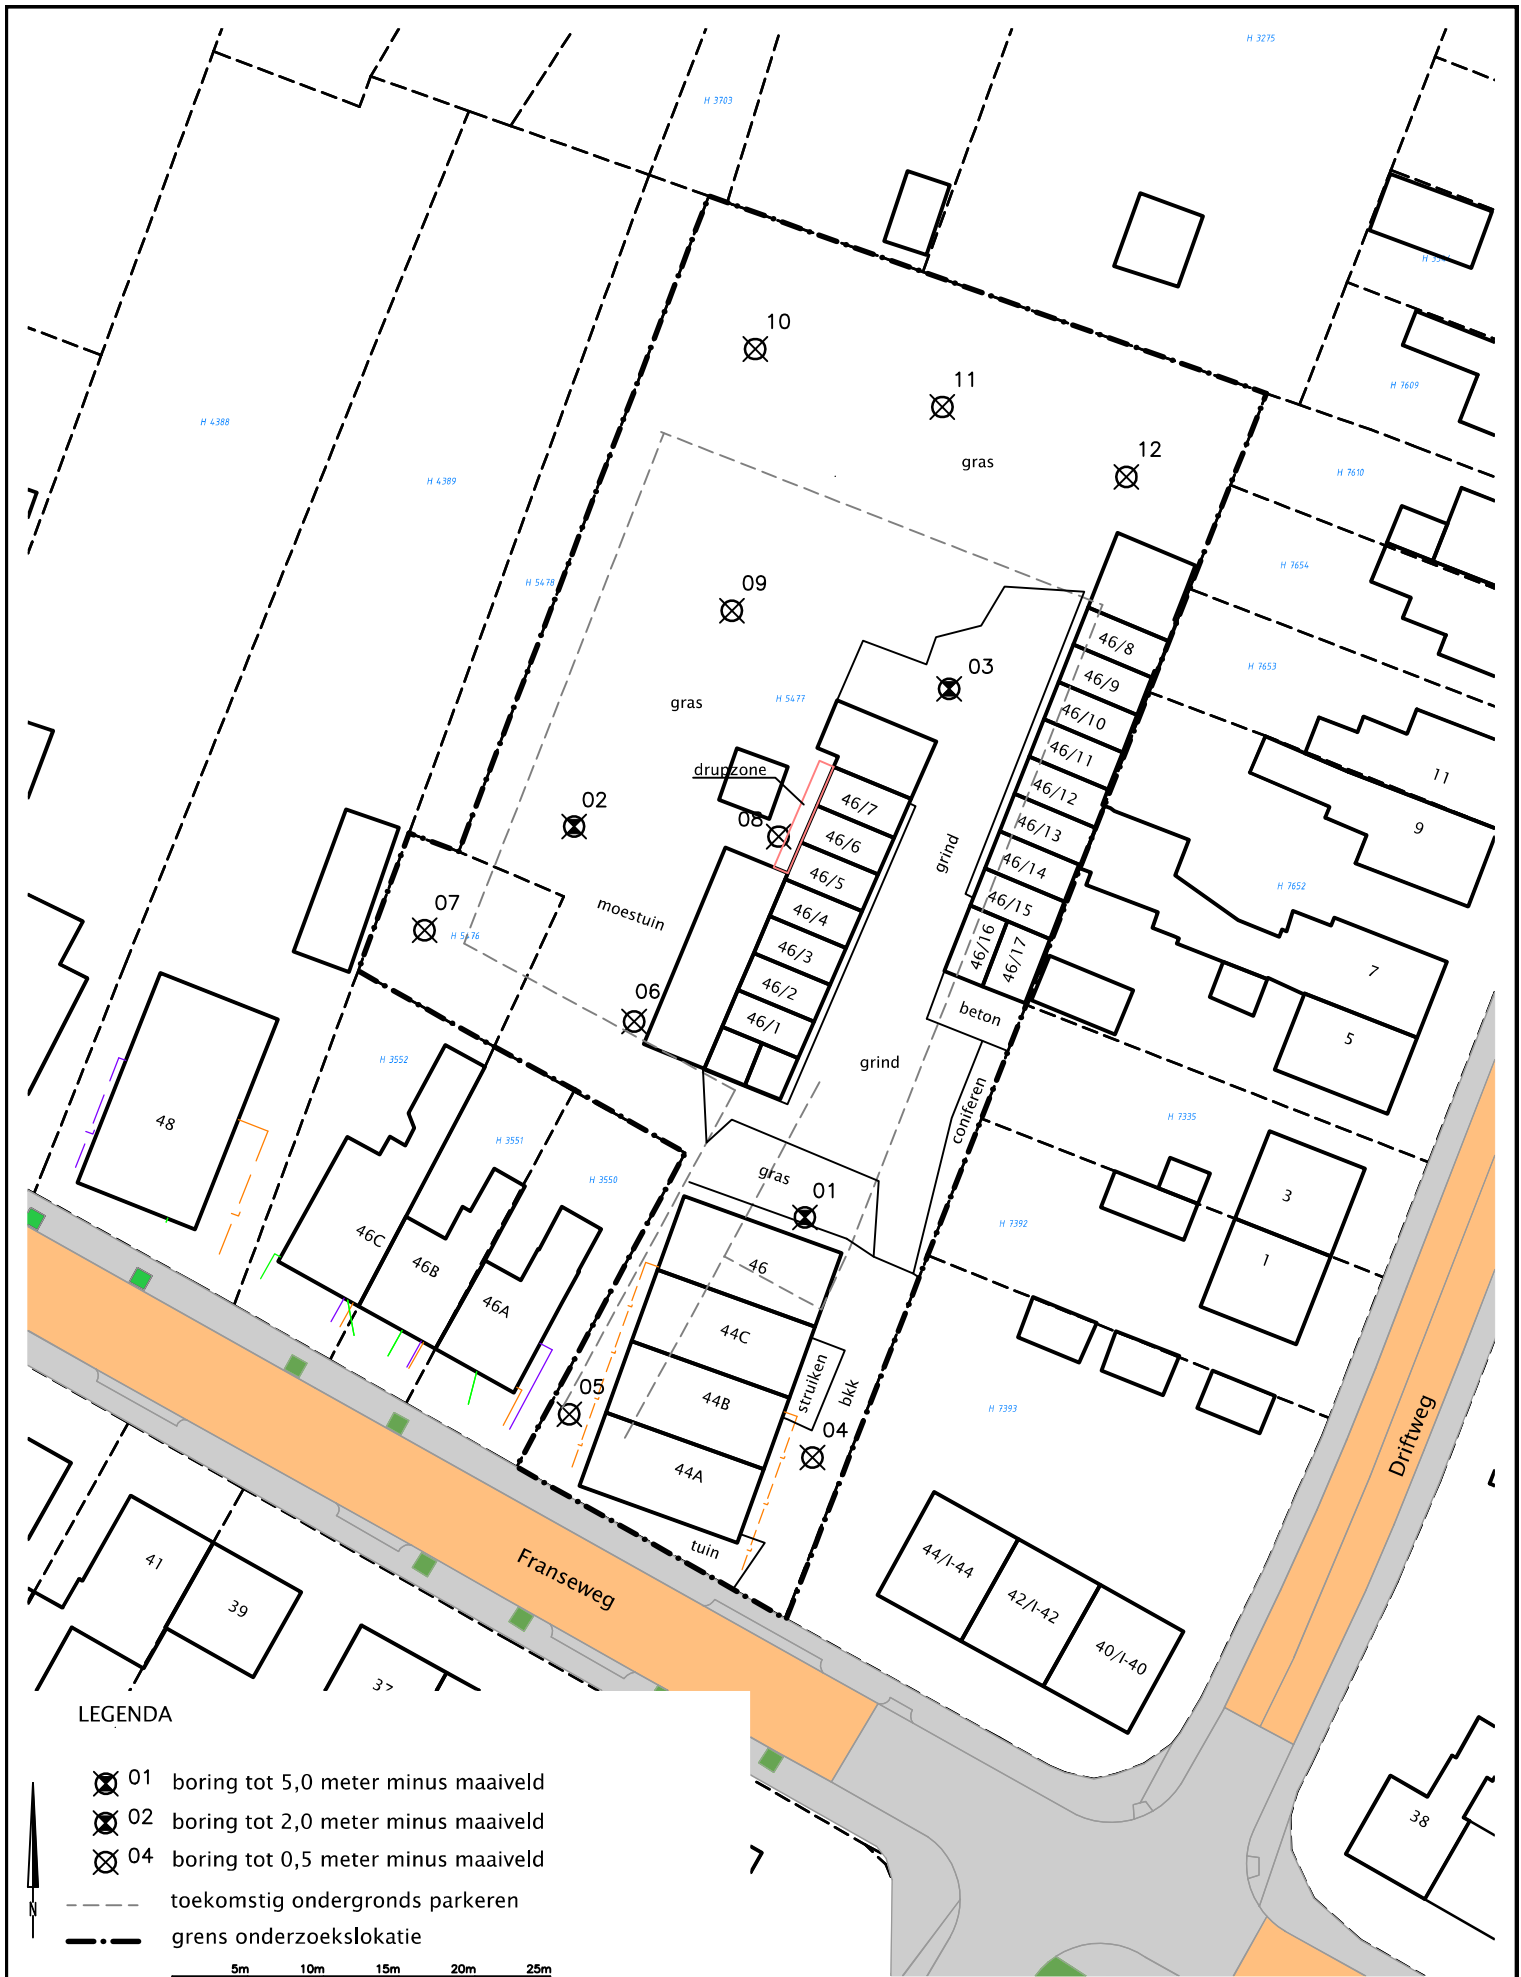 H 3275
H 3703
10
11
H 7609
H 4388
12
gras
H 7610
H 4389
H 7654
H 5478
09
46/8
H 7653
03
46/9
H 5477
gras
46/10
46/11
11
drupzone
46/12
46/7
02
08
46/13
9
46/6
grind
46/14
46/5
H 7652
46/15
07
moestuin
46/4
H 5476
46/16
46/17
46/3
7
46/2
06
beton
46/1
5
grind
H 3552
coniferen
H 7335
48
H 3551
gras
H 3550
01
3
H 7392
46C
46B
46
1
46A
44C
struiken
bkk
05
44B
H 7393
04
Driftweg
44A
tuin
41
Franseweg
44/I-44
39
42/I-42
40/I-40
37
38
LEGENDA
01 boring tot 5,0 meter minus maaiveld
02 boring tot 2,0 meter minus maaiveld
04 boring tot 0,5 meter minus maaiveld
toekomstig ondergronds parkeren
N
grens onderzoekslokatie
5m 10m 15m 20m 25m